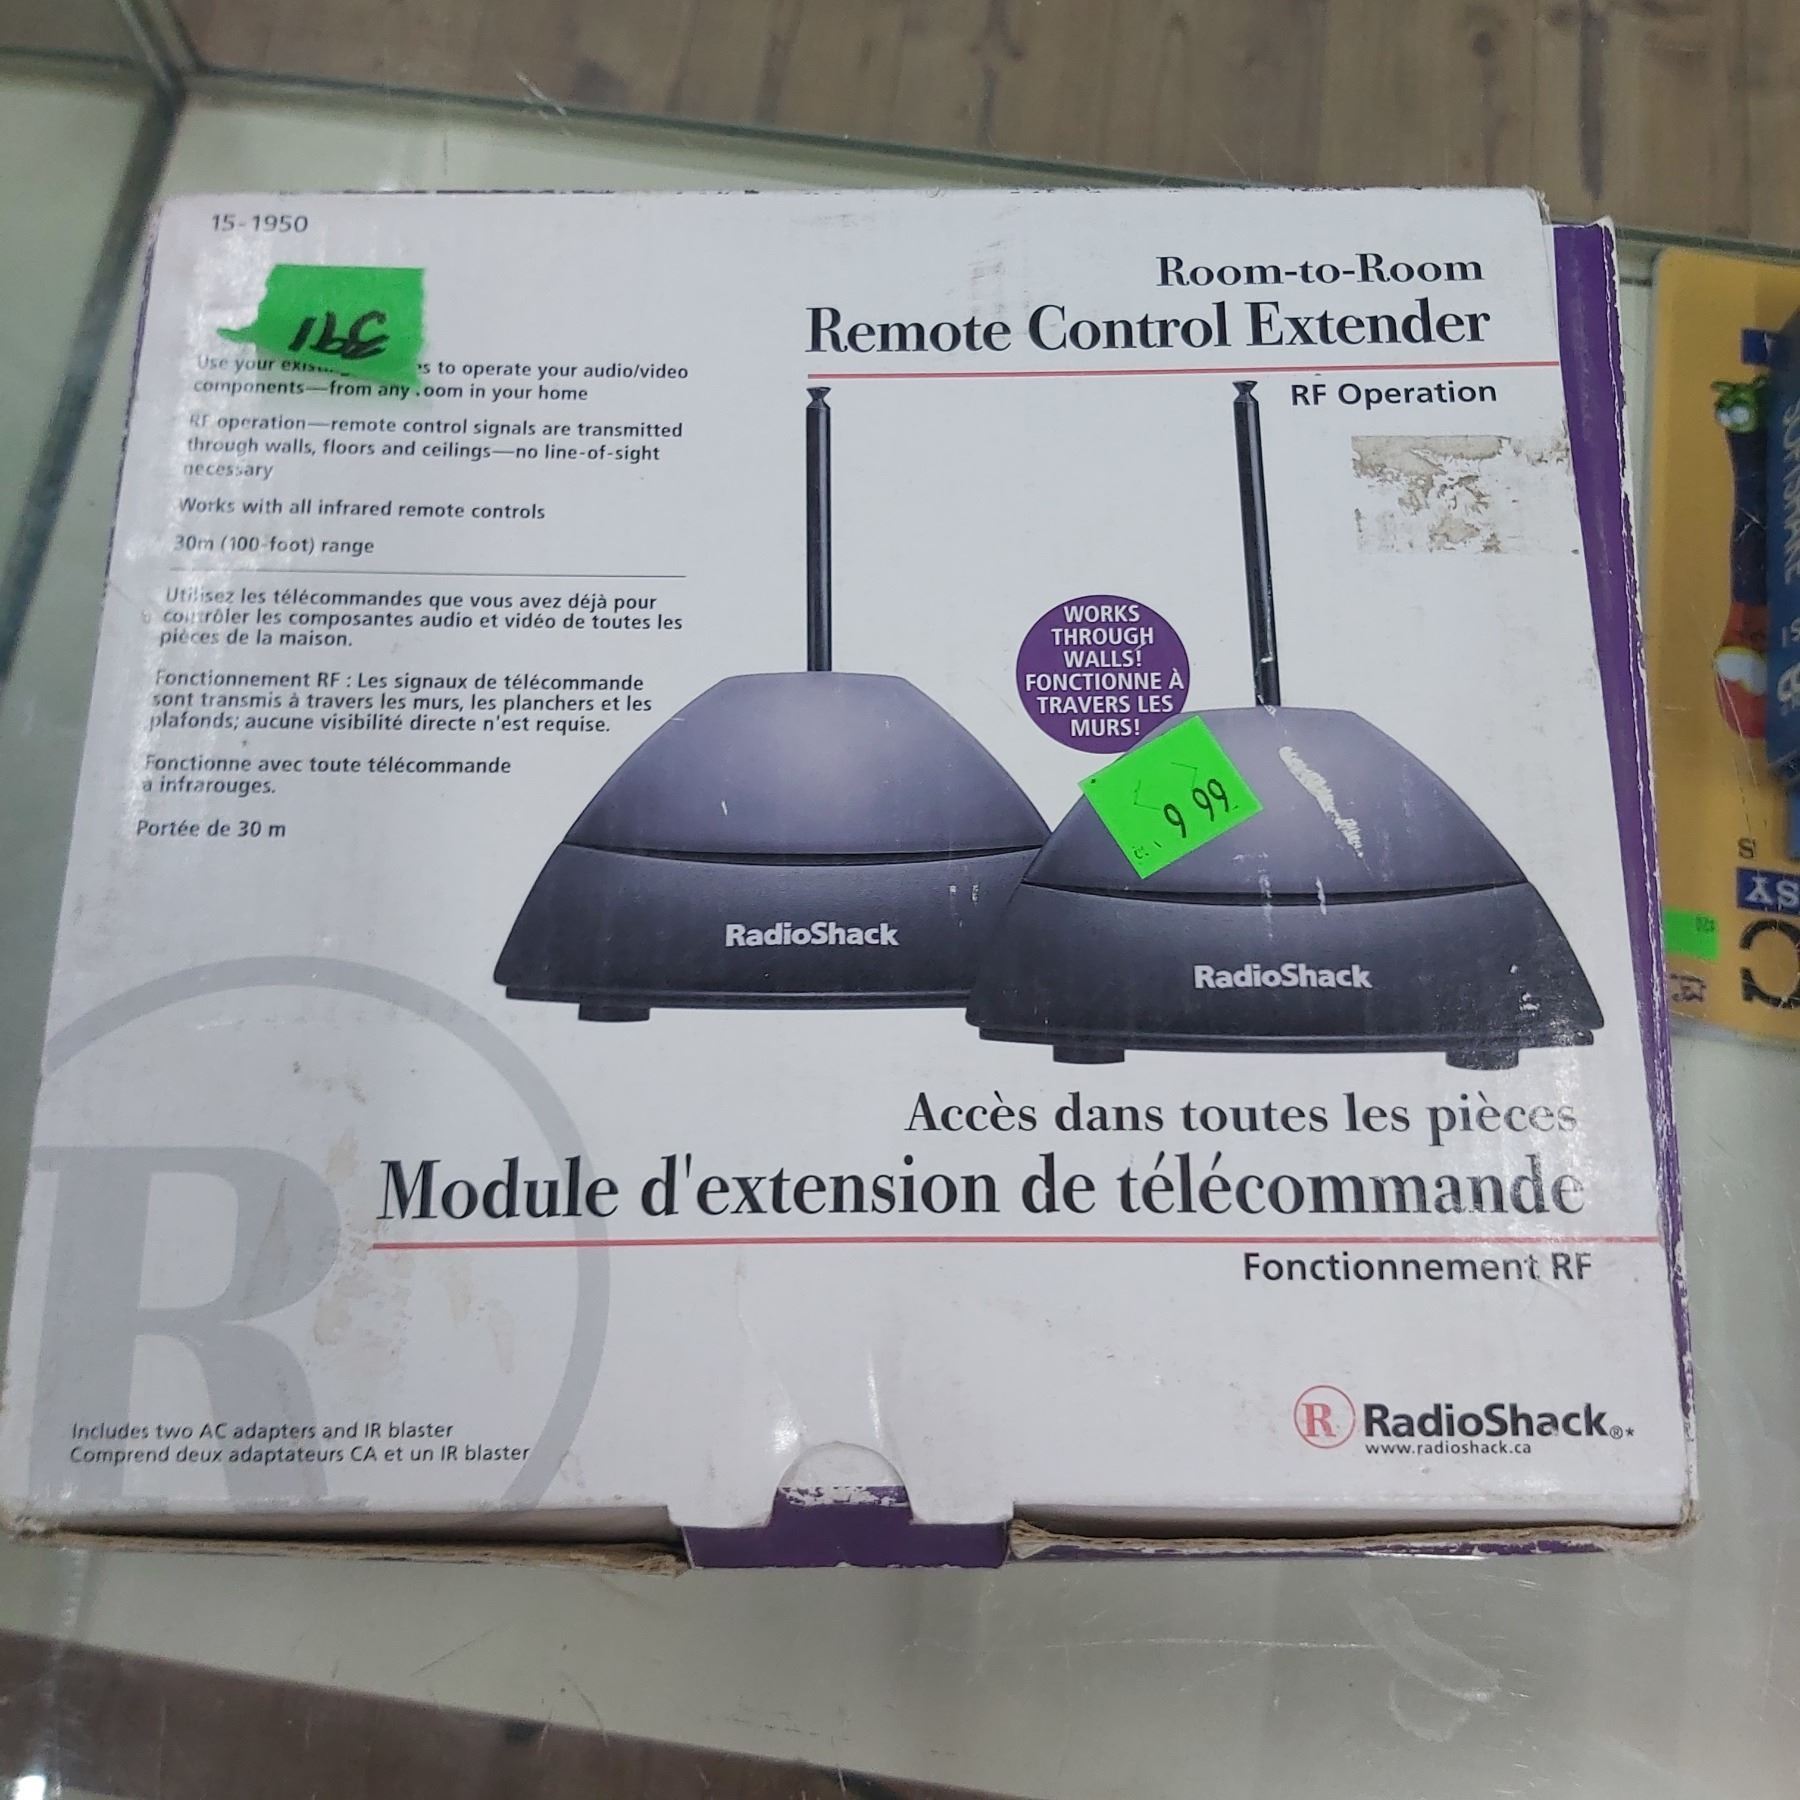 15-1950
Room-to-Room
Remote Control Extender
RF Operation
Use your to operate your audio/video
components—from any oom in your home
RF operation—remote control signals are transmitted
through walls, floors and ceilings—no line-of-sight
necessary
Works with all infrared remote controls
30m (100-foot) range
Utilisez les télécommandes que vous avez déjà pour
contrôler les composantes audio et vidéo de toutes les
pièces de la maison.
Fonctionnement RF : Les signaux de télécommande
sont transmis à travers les murs, les planchers et les
plafonds; aucune visibilité directe n'est requise.
Fonctionne avec toute télécommande
a infrarouges.
Portée de 30 m
WORKS
THROUGH
WALLS!
FONCTIONNE À
TRAVERS LES
MURS!
9 99
RadioShack
RadioShack
Accès dans toutes les pièces
Module d'extension de télécommande
Fonctionnement RF
R
Includes two AC adapters and IR blaster
Comprend deux adaptateurs CA et un IR blaster
R RadioShack®*
www.radioshack.ca